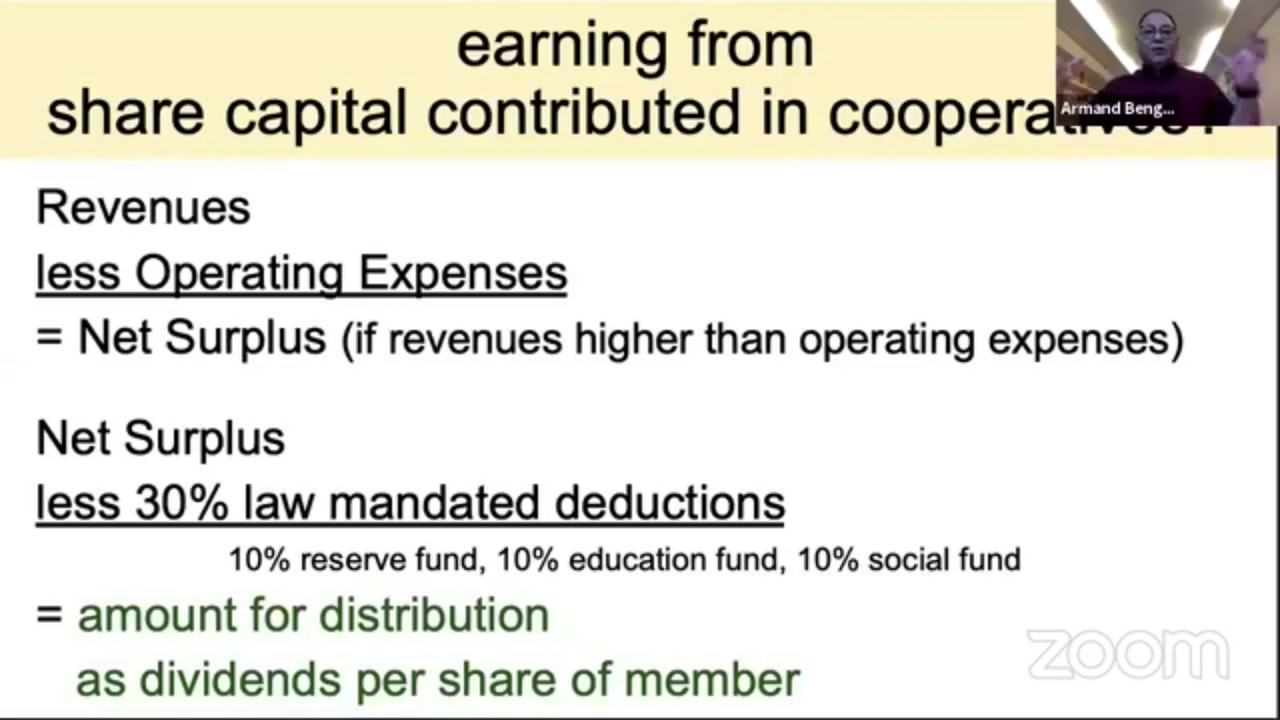 earning from
share capital contributed in cooperatives?
Armand Beng...
Revenues
less Operating Expenses
= Net Surplus (if revenues higher than operating expenses)
Net Surplus
less 30% law mandated deductions
10% reserve fund, 10% education fund, 10% social fund
= amount for distribution
as dividends per share of member
zoom